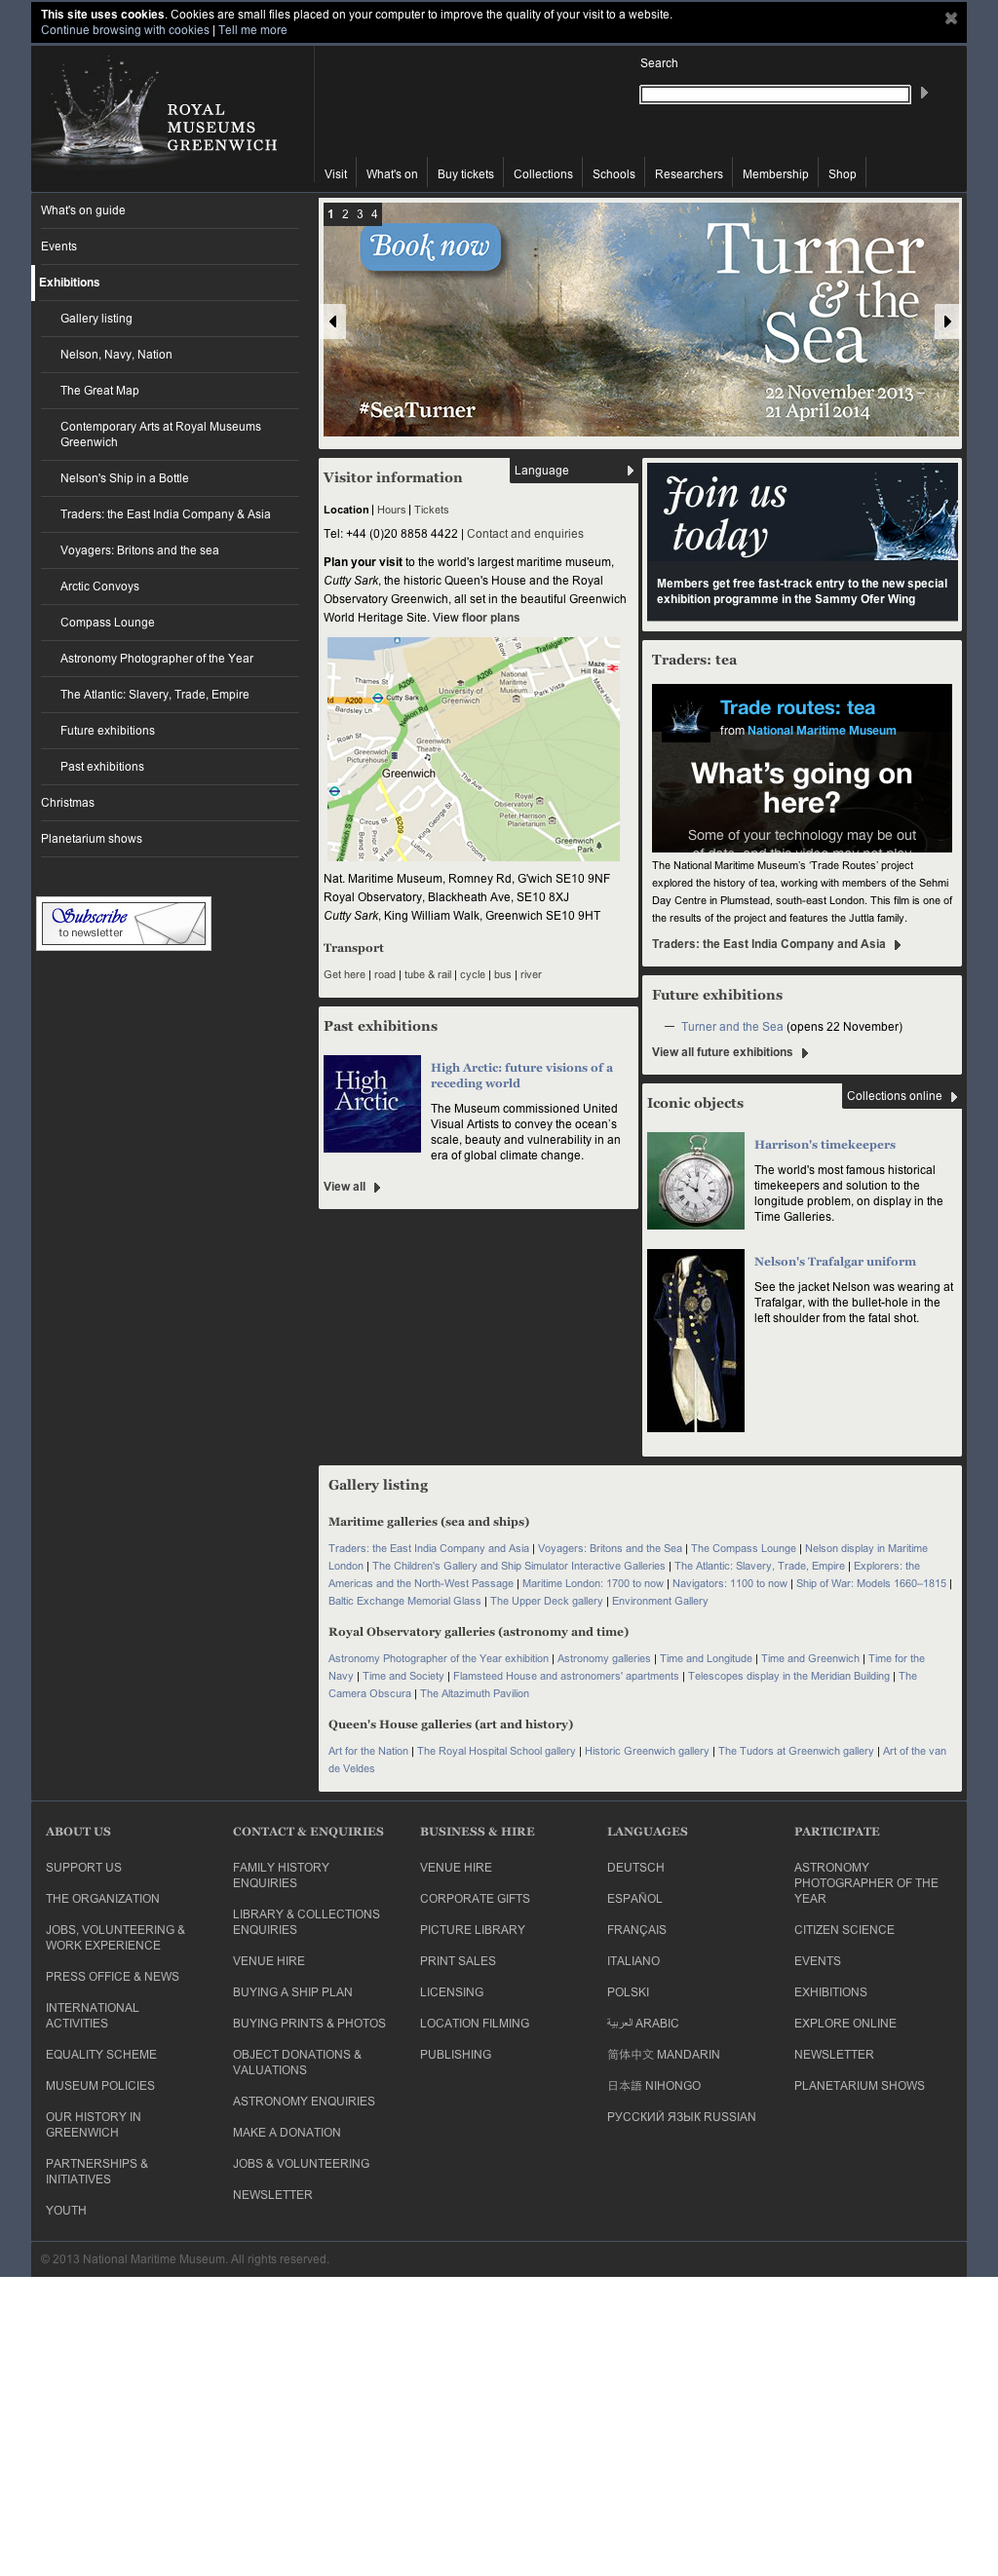 This site uses cookies. Cookies are small files placed on your computer to improve the quality of your visit to a website.
Continue browsing with cookies | Tell me more
ROYAL
MUSEUMS
GREENWICH
Search
Visit
What's on
Buy tickets
Collections
Schools
Researchers
Membership
Shop
What's on guide
Events
Exhibitions
Gallery listing
Nelson, Navy, Nation
The Great Map
Contemporary Arts at Royal Museums
Greenwich
Nelson's Ship in a Bottle
Traders: the East India Company & Asia
Voyagers: Britons and the sea
Arctic Convoys
Compass Lounge
Astronomy Photographer of the Year
The Atlantic: Slavery, Trade, Empire
Future exhibitions
Past exhibitions
Christmas
Planetarium shows
Subscribe
to newsletter
1 2 3 4
Book now
Turner
& the
Sea
22 November 2013 –
21 April 2014
#SeaTurner
Visitor information
Language
Location | Hours | Tickets
Tel: +44 (0)20 8858 4422 | Contact and enquiries
Plan your visit to the world's largest maritime museum,
Cutty Sark, the historic Queen's House and the Royal
Observatory Greenwich, all set in the beautiful Greenwich
World Heritage Site. View floor plans
Thames St
Trafalgar Rd
A206
Maze
Hill Rail
National
Maritime
Museum
Park Vista
Maze Hill
University of
Greenwich
A200
Cutty Sark
A206
Bardsley Ln
Nelson Rd
Roan St
Greenwich
Theatre
Greenwich
Picturehouse
Greenwich
The Ave
Royal
Observatory
Peter Harrison
Planetarium
Circus St
Royal Hill
B209
King George St
Greenwich
Park
Nat. Maritime Museum, Romney Rd, G'wich SE10 9NF
Royal Observatory, Blackheath Ave, SE10 8XJ
Cutty Sark, King William Walk, Greenwich SE10 9HT
Transport
Get here | road | tube & rail | cycle | bus | river
Past exhibitions
High
Arctic
High Arctic: future visions of a
receding world
The Museum commissioned United
Visual Artists to convey the ocean's
scale, beauty and vulnerability in an
era of global climate change.
View all
Join us
today
Members get free fast-track entry to the new special
exhibition programme in the Sammy Ofer Wing
Traders: tea
Trade routes: tea
from National Maritime Museum
What's going on
here?
Some of your technology may be out
of date, and this video may not play
The National Maritime Museum's 'Trade Routes' project
explored the history of tea, working with members of the Sehmi
Day Centre in Plumstead, south-east London. This film is one of
the results of the project and features the Juttla family.
Traders: the East India Company and Asia
Future exhibitions
— Turner and the Sea (opens 22 November)
View all future exhibitions
Iconic objects
Collections online
Harrison's timekeepers
The world's most famous historical
timekeepers and solution to the
longitude problem, on display in the
Time Galleries.
Nelson's Trafalgar uniform
See the jacket Nelson was wearing at
Trafalgar, with the bullet-hole in the
left shoulder from the fatal shot.
Gallery listing
Maritime galleries (sea and ships)
Traders: the East India Company and Asia | Voyagers: Britons and the Sea | The Compass Lounge | Nelson display in Maritime
London | The Children's Gallery and Ship Simulator Interactive Galleries | The Atlantic: Slavery, Trade, Empire | Explorers: the
Americas and the North-West Passage | Maritime London: 1700 to now | Navigators: 1100 to now | Ship of War: Models 1660–1815 |
Baltic Exchange Memorial Glass | The Upper Deck gallery | Environment Gallery
Royal Observatory galleries (astronomy and time)
Astronomy Photographer of the Year exhibition | Astronomy galleries | Time and Longitude | Time and Greenwich | Time for the
Navy | Time and Society | Flamsteed House and astronomers' apartments | Telescopes display in the Meridian Building | The
Camera Obscura | The Altazimuth Pavilion
Queen's House galleries (art and history)
Art for the Nation | The Royal Hospital School gallery | Historic Greenwich gallery | The Tudors at Greenwich gallery | Art of the van
de Veldes
ABOUT US
SUPPORT US
THE ORGANIZATION
JOBS, VOLUNTEERING &
WORK EXPERIENCE
PRESS OFFICE & NEWS
INTERNATIONAL
ACTIVITIES
EQUALITY SCHEME
MUSEUM POLICIES
OUR HISTORY IN
GREENWICH
PARTNERSHIPS &
INITIATIVES
YOUTH
CONTACT & ENQUIRIES
FAMILY HISTORY
ENQUIRIES
LIBRARY & COLLECTIONS
ENQUIRIES
VENUE HIRE
BUYING A SHIP PLAN
BUYING PRINTS & PHOTOS
OBJECT DONATIONS &
VALUATIONS
ASTRONOMY ENQUIRIES
MAKE A DONATION
JOBS & VOLUNTEERING
NEWSLETTER
BUSINESS & HIRE
VENUE HIRE
CORPORATE GIFTS
PICTURE LIBRARY
PRINT SALES
LICENSING
LOCATION FILMING
PUBLISHING
LANGUAGES
DEUTSCH
ESPAÑOL
FRANÇAIS
ITALIANO
POLSKI
العربية ARABIC
简体中文 MANDARIN
日本語 NIHONGO
РУССКИЙ ЯЗЫК RUSSIAN
PARTICIPATE
ASTRONOMY
PHOTOGRAPHER OF THE
YEAR
CITIZEN SCIENCE
EVENTS
EXHIBITIONS
EXPLORE ONLINE
NEWSLETTER
PLANETARIUM SHOWS
© 2013 National Maritime Museum. All rights reserved.